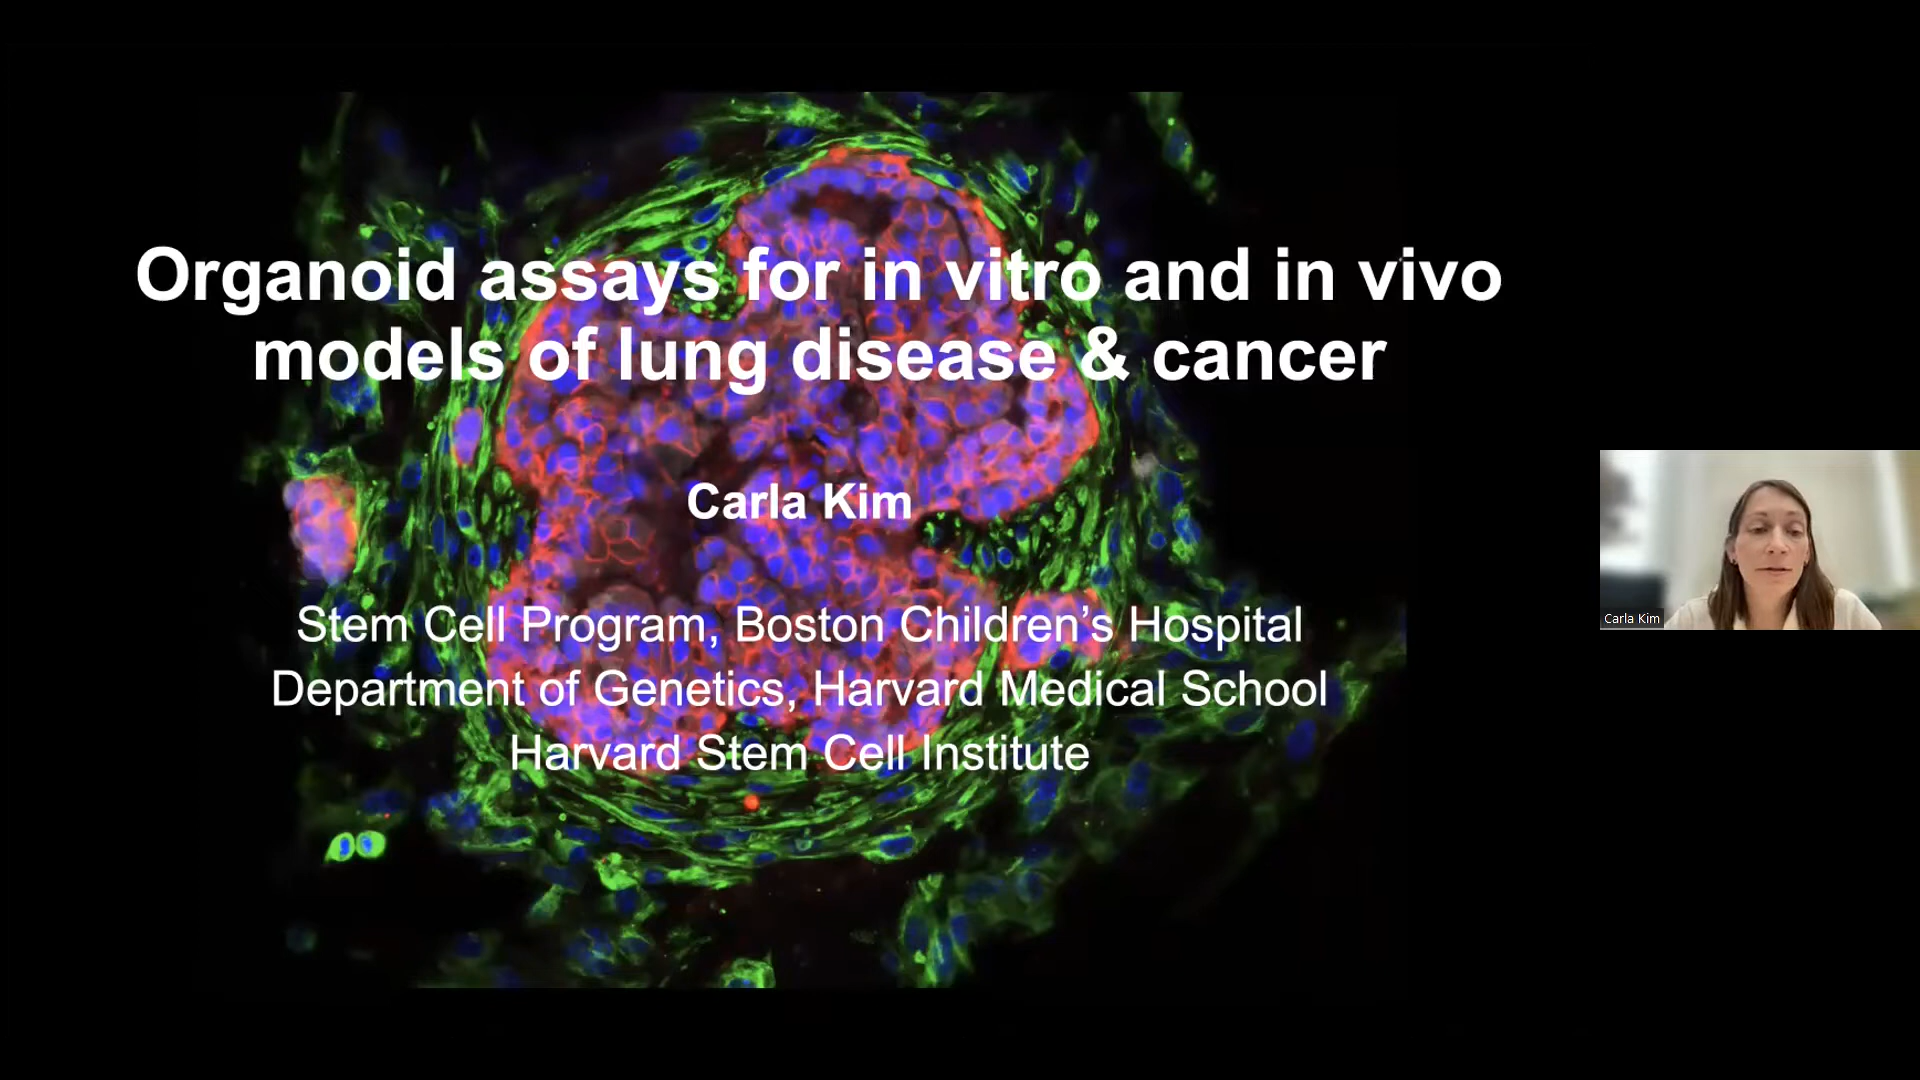 Organoid assays for in vitro and in vivo
models of lung disease & cancer
Carla Kim
Stem Cell Program, Boston Children’s Hospital
Department of Genetics, Harvard Medical School
Harvard Stem Cell Institute
Carla Kim